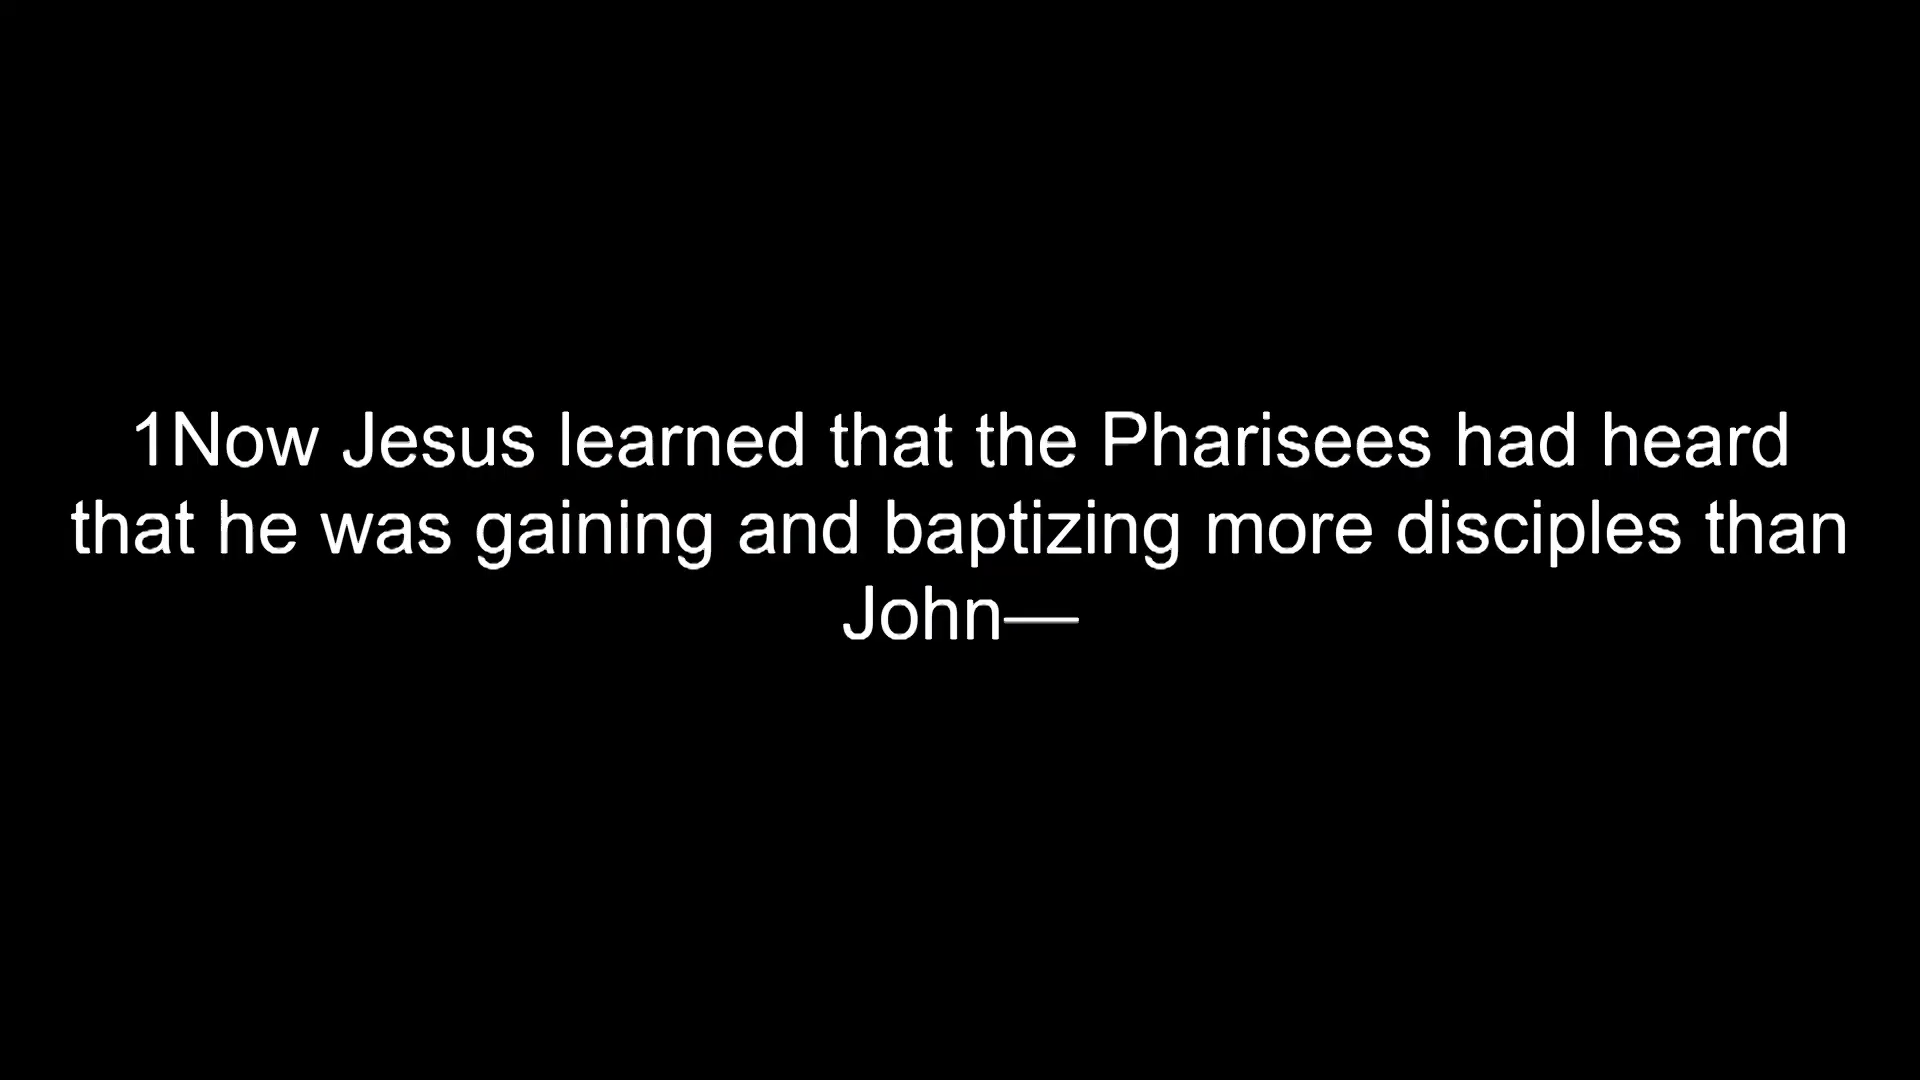 1Now Jesus learned that the Pharisees had heard
that he was gaining and baptizing more disciples than
John—